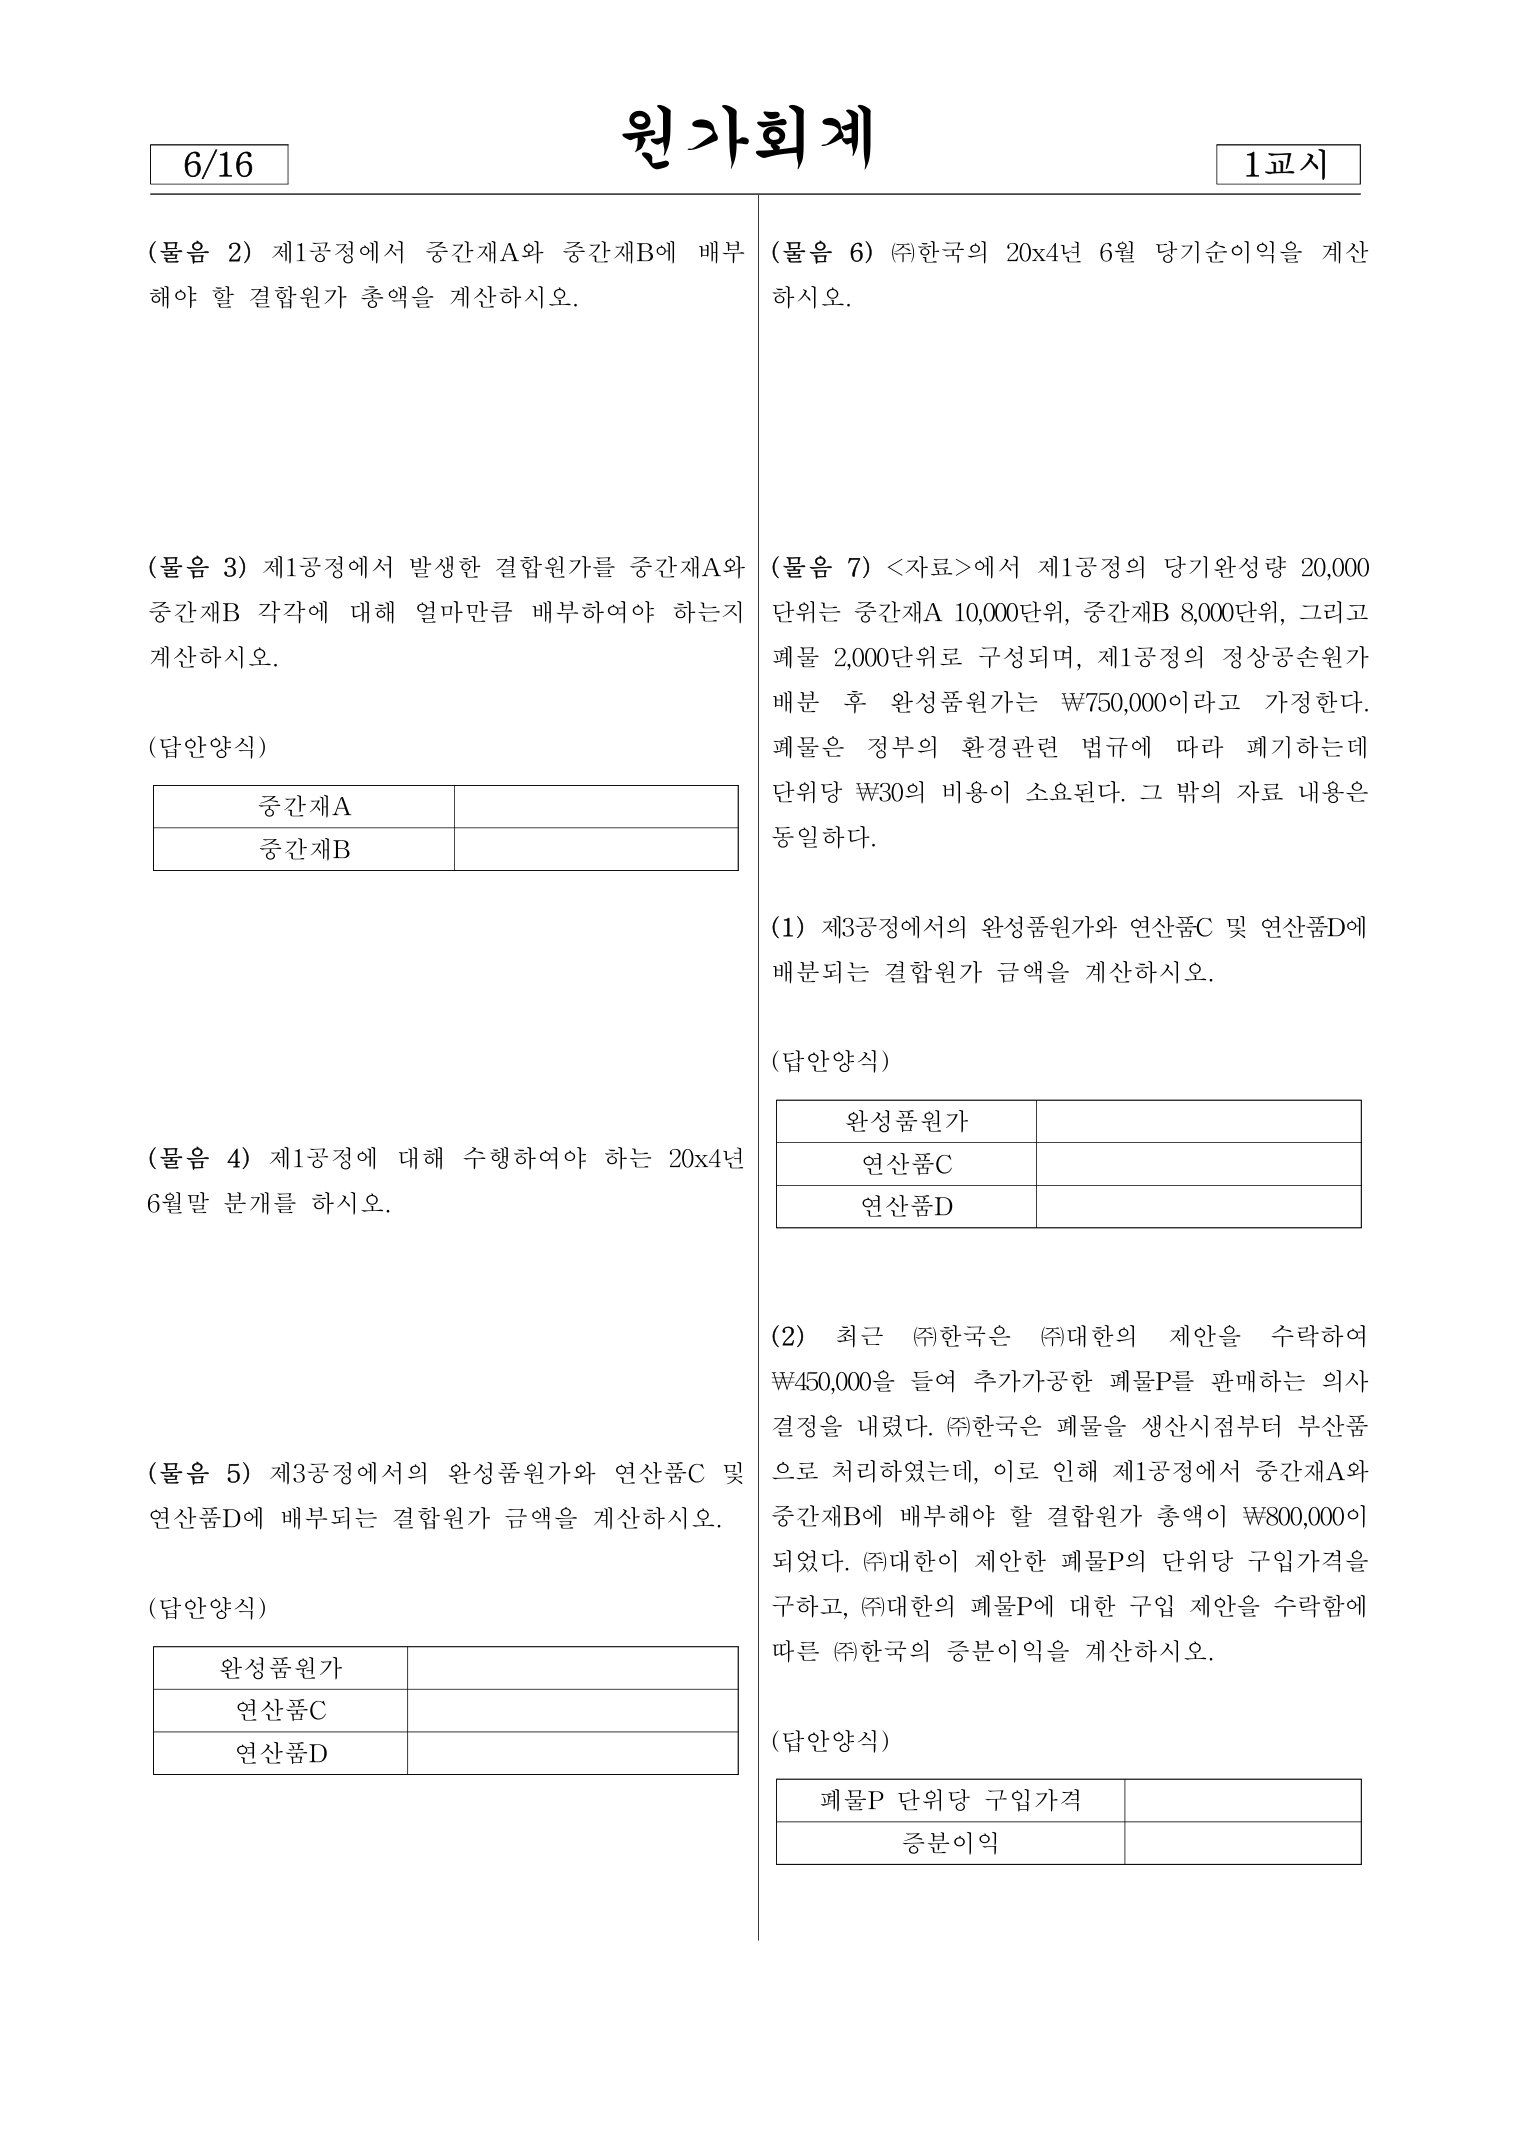 원가회계
6/16
1교시
(물음 2) 제1공정에서 중간재A와 중간재B에 배부
해야 할 결합원가 총액을 계산하시오.
(물음 3) 제1공정에서 발생한 결합원가를 중간재A와
중간재B 각각에 대해 얼마만큼 배부하여야 하는지
계산하시오.
(답안양식)
중간재A
중간재B
(물음 4) 제1공정에 대해 수행하여야 하는 20x4년
6월말 분개를 하시오.
(물음 5) 제3공정에서의 완성품원가와 연산품C 및
연산품D에 배부되는 결합원가 금액을 계산하시오.
(답안양식)
완성품원가
연산품C
연산품D
(물음 6) ㈜한국의 20x4년 6월 당기순이익을 계산
하시오.
(물음 7) <자료>에서 제1공정의 당기완성량 20,000
단위는 중간재A 10,000단위, 중간재B 8,000단위, 그리고
폐물 2,000단위로 구성되며, 제1공정의 정상공손원가
배분 후 완성품원가는 ₩750,000이라고 가정한다.
폐물은 정부의 환경관련 법규에 따라 폐기하는데
단위당 ₩30의 비용이 소요된다. 그 밖의 자료 내용은
동일하다.
(1) 제3공정에서의 완성품원가와 연산품C 및 연산품D에
배분되는 결합원가 금액을 계산하시오.
(답안양식)
완성품원가
연산품C
연산품D
(2) 최근 ㈜한국은 ㈜대한의 제안을 수락하여
₩450,000을 들여 추가가공한 폐물P를 판매하는 의사
결정을 내렸다. ㈜한국은 폐물을 생산시점부터 부산품
으로 처리하였는데, 이로 인해 제1공정에서 중간재A와
중간재B에 배부해야 할 결합원가 총액이 ₩800,000이
되었다. ㈜대한이 제안한 폐물P의 단위당 구입가격을
구하고, ㈜대한의 폐물P에 대한 구입 제안을 수락함에
따른 ㈜한국의 증분이익을 계산하시오.
(답안양식)
폐물P 단위당 구입가격
증분이익